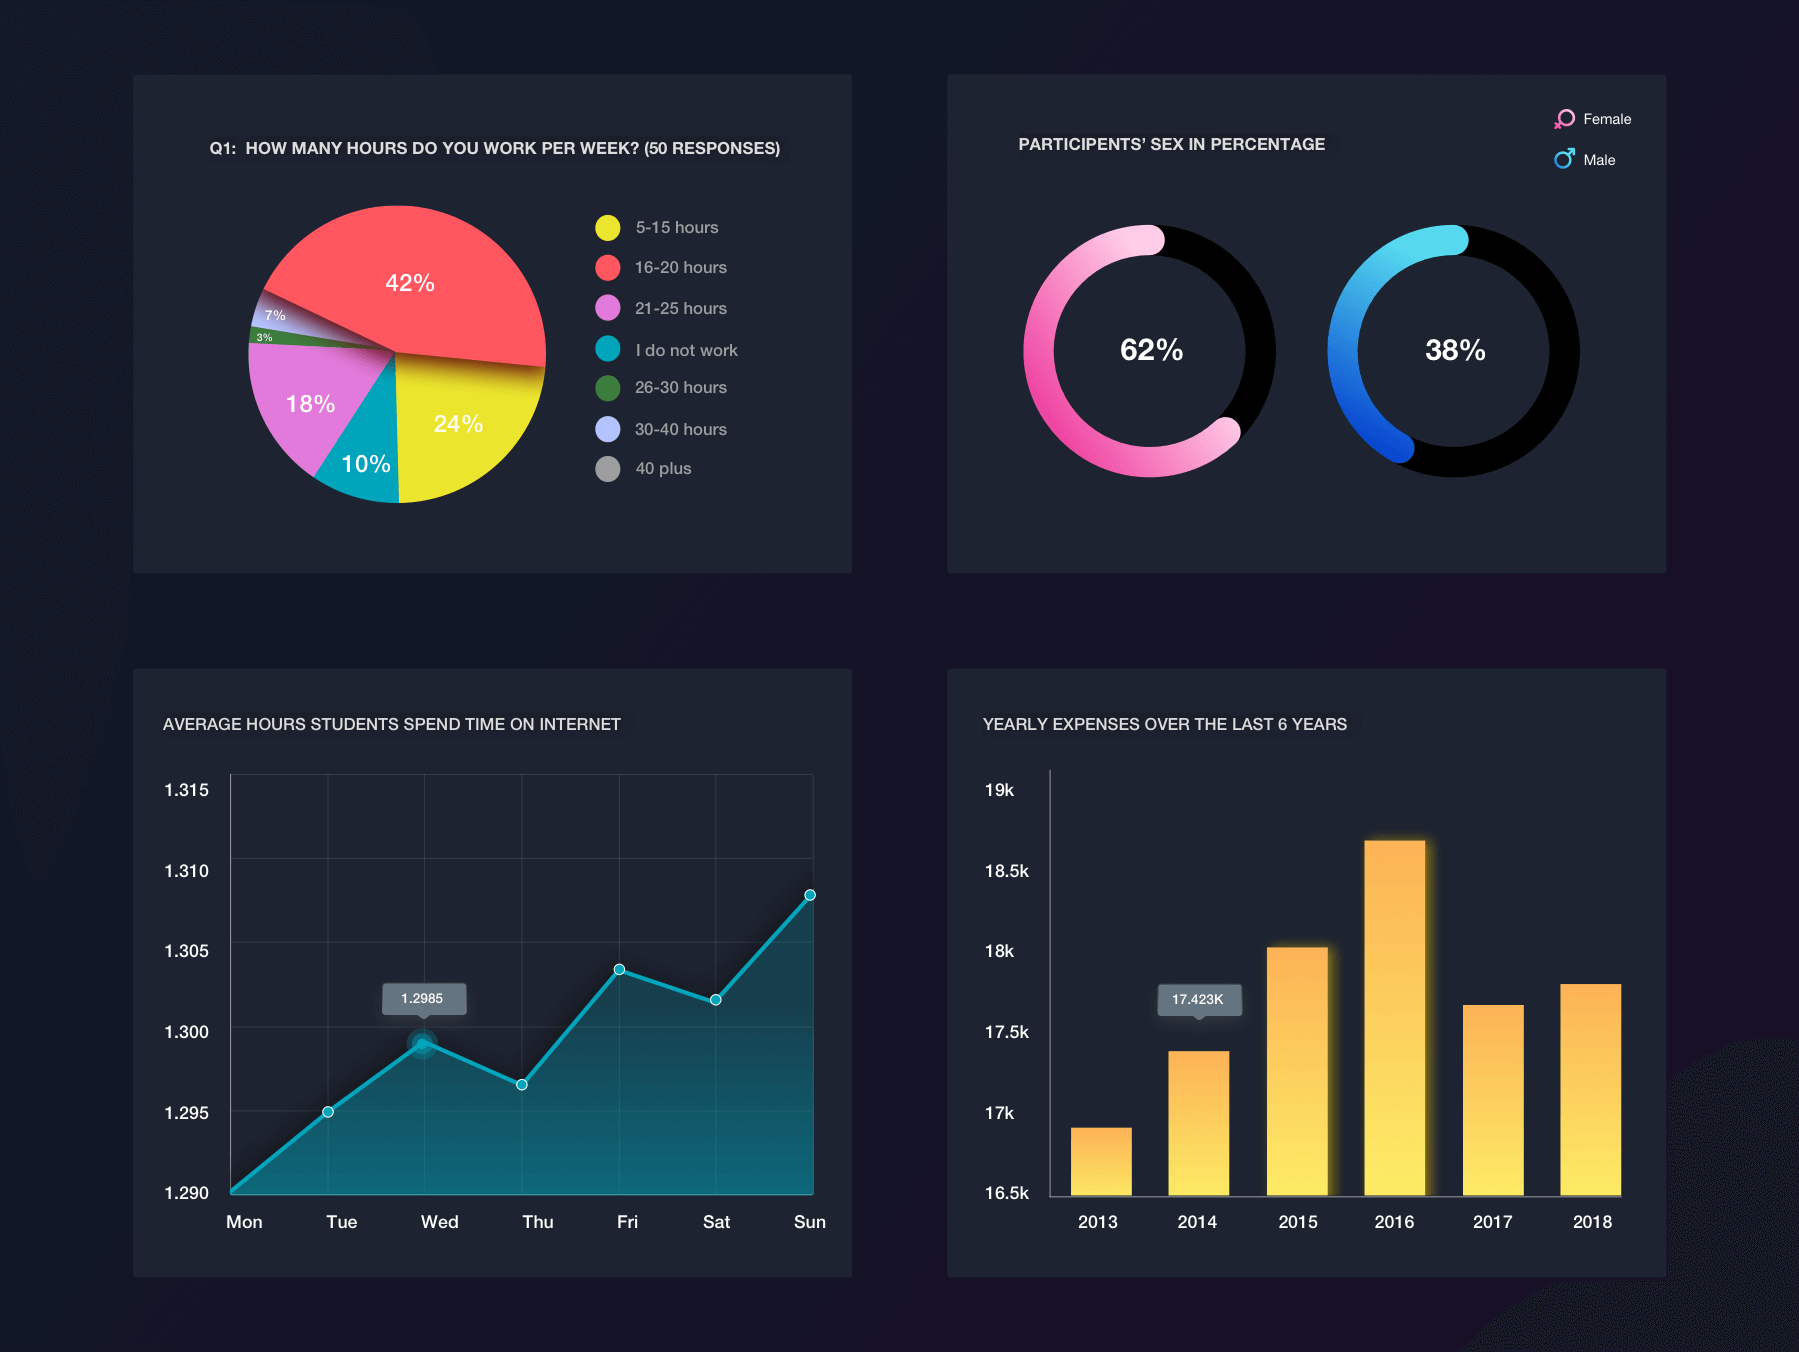 Q1: HOW MANY HOURS DO YOU WORK PER WEEK? (50 RESPONSES)
42%
7%
3%
18%
24%
10%
5-15 hours
16-20 hours
21-25 hours
I do not work
26-30 hours
30-40 hours
40 plus
PARTICIPENTS’ SEX IN PERCENTAGE
Female
Male
62%
38%
AVERAGE HOURS STUDENTS SPEND TIME ON INTERNET
1.315
1.310
1.305
1.300
1.295
1.290
1.2985
Mon Tue Wed Thu Fri Sat Sun
YEARLY EXPENSES OVER THE LAST 6 YEARS
19k
18.5k
18k
17.5k
17k
16.5k
17.423K
2013 2014 2015 2016 2017 2018